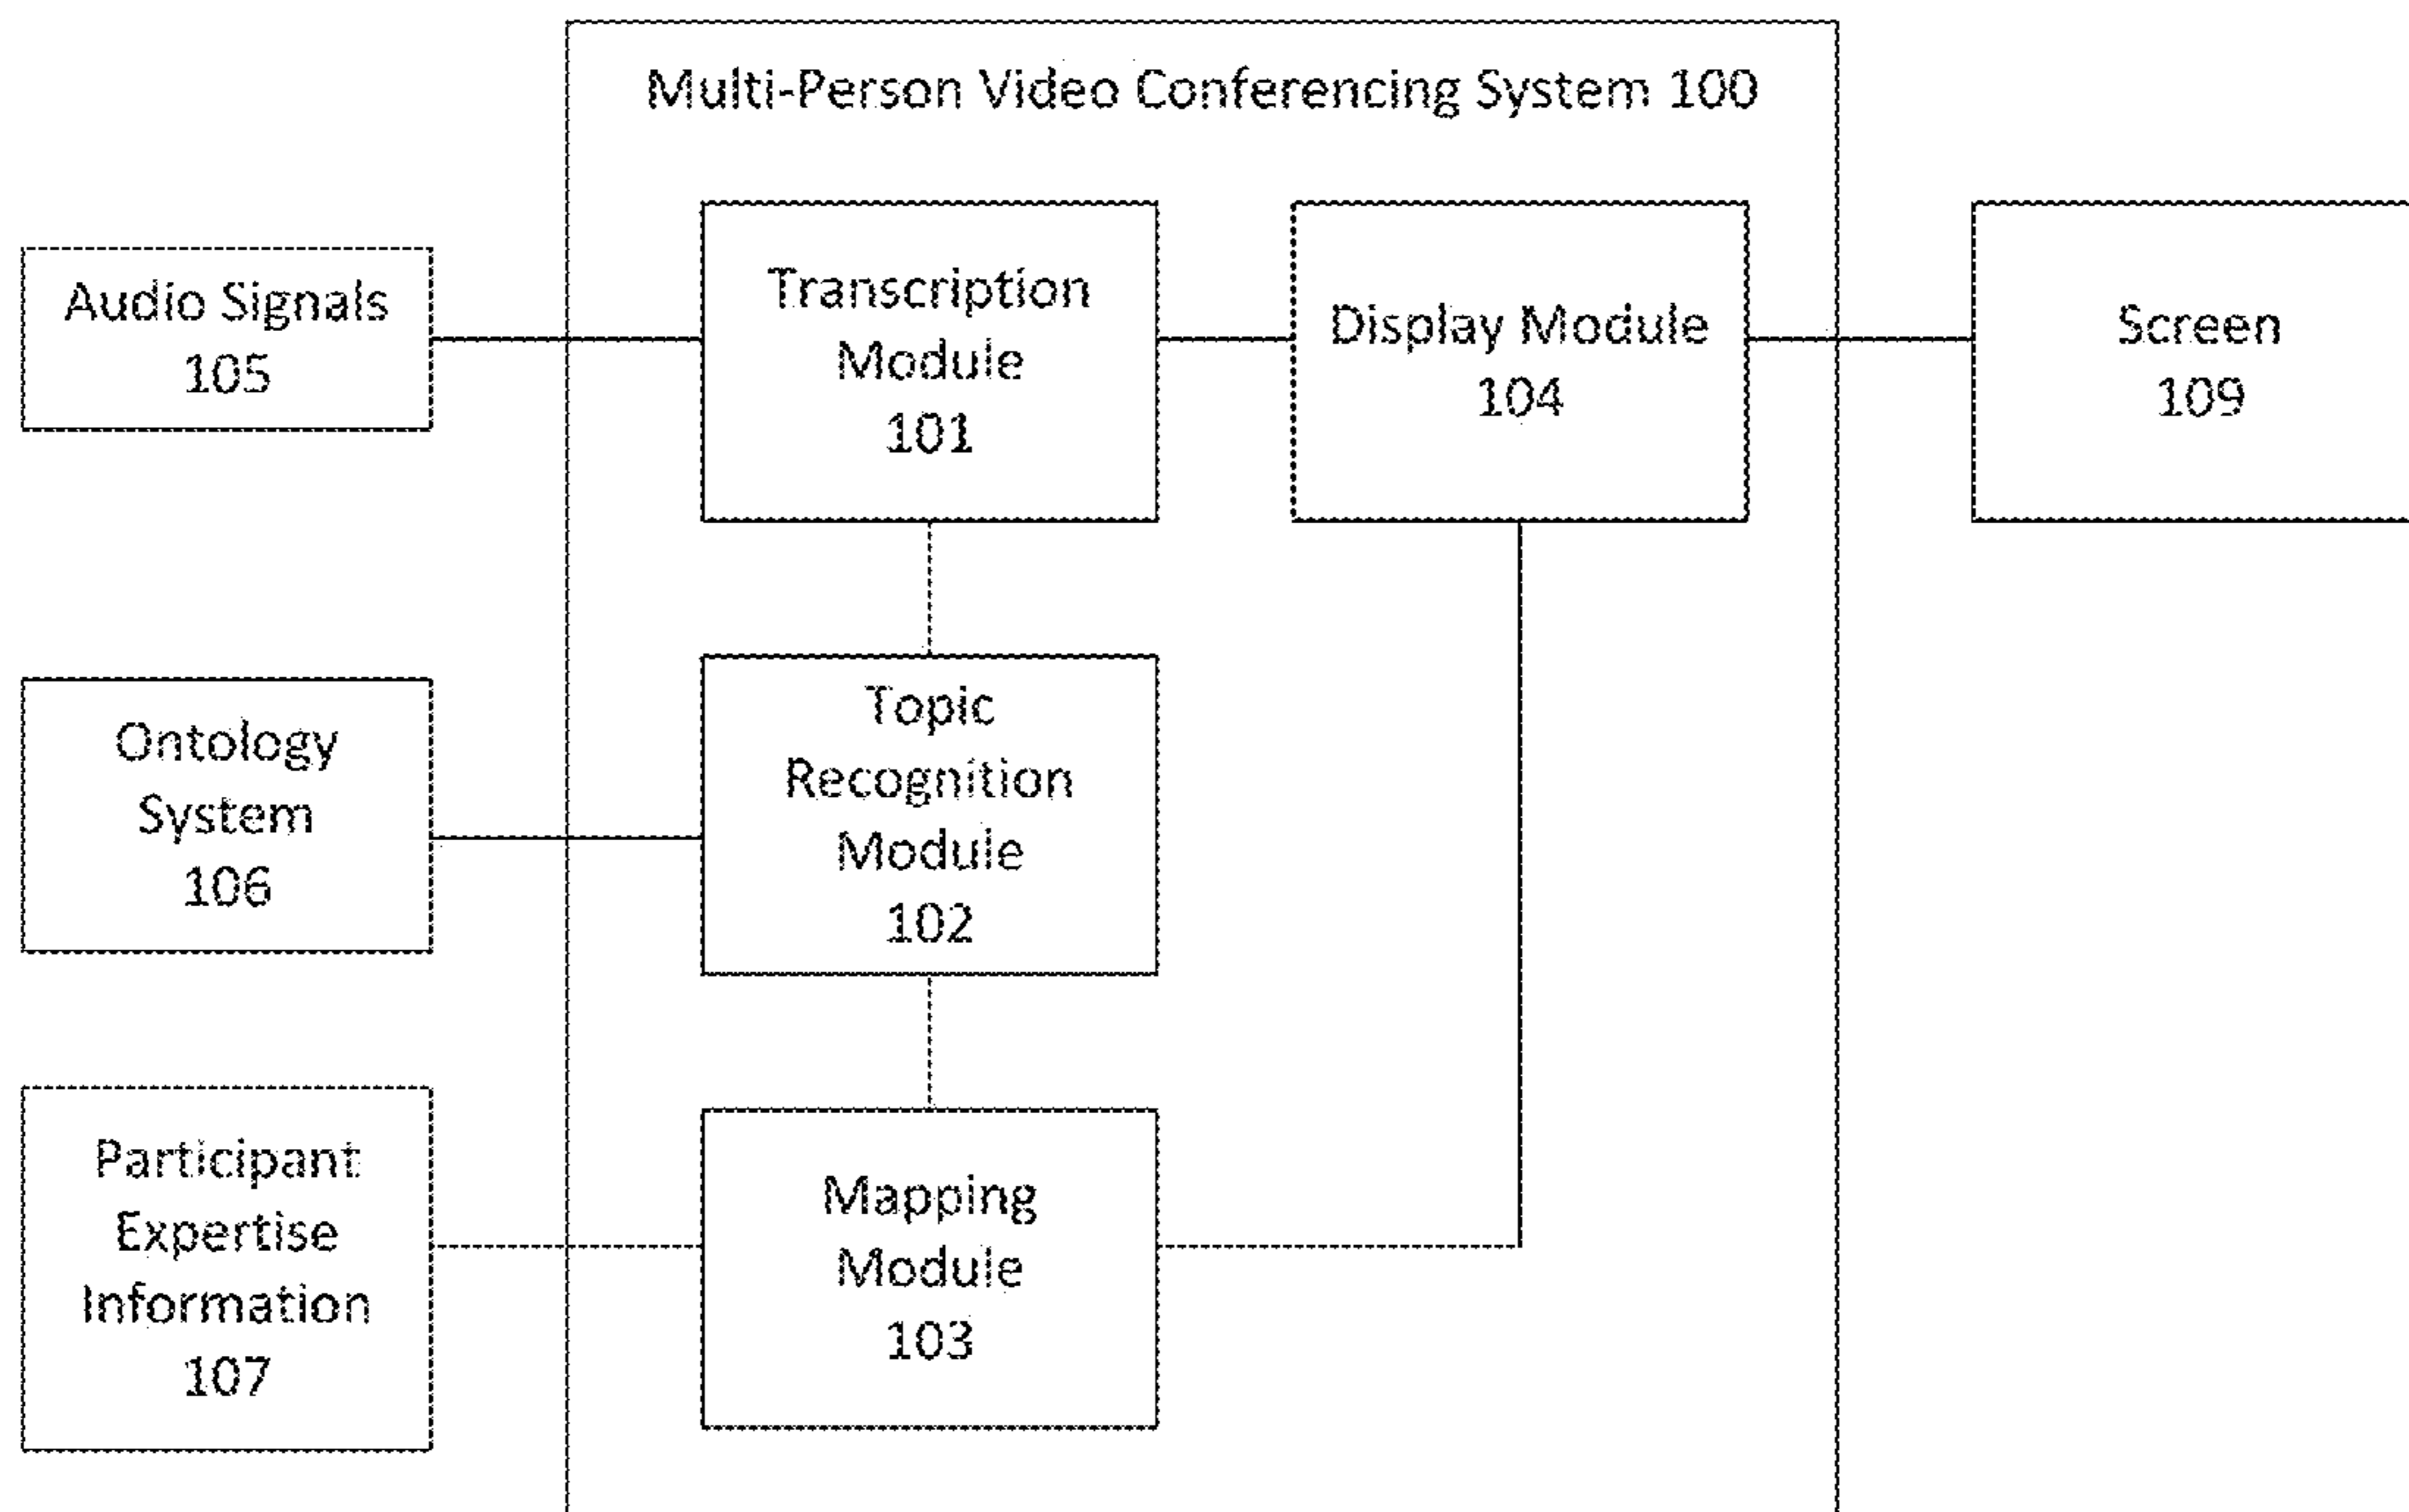 Multi-Person Video Conferencing System 100
Audio Signals
105
Transcription
Module
101
Display Module
104
Screen
109
Ontology
System
106
Topic
Recognition
Module
102
Participant
Expertise
Information
107
Mapping
Module
103